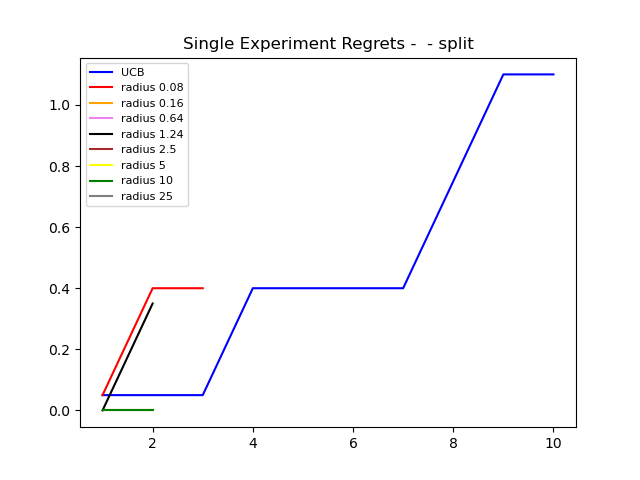 Single Experiment Regrets -  - split
UCB
radius 0.08
radius 0.16
radius 0.64
radius 1.24
radius 2.5
radius 5
radius 10
radius 25
1.0
0.8
0.6
0.4
0.2
0.0
2 4 6 8 10